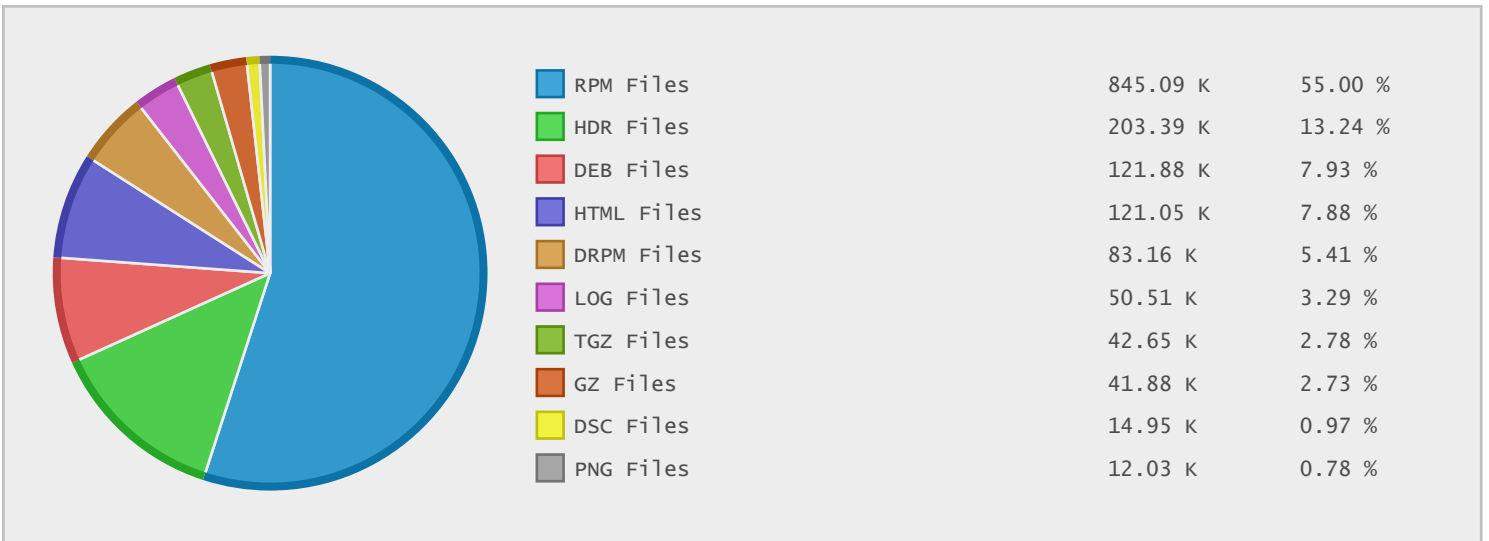 RPM Files 845.09 K 55.00 %
HDR Files 203.39 K 13.24 %
DEB Files 121.88 K 7.93 %
HTML Files 121.05 K 7.88 %
DRPM Files 83.16 K 5.41 %
LOG Files 50.51 K 3.29 %
TGZ Files 42.65 K 2.78 %
GZ Files 41.88 K 2.73 %
DSC Files 14.95 K 0.97 %
PNG Files 12.03 K 0.78 %